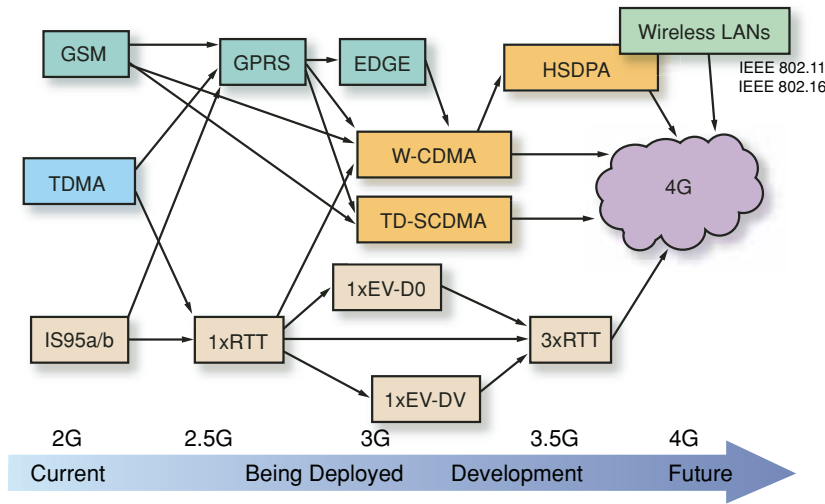 Wireless LANs
GSM
GPRS
EDGE
HSDPA
IEEE 802.11
IEEE 802.16
W-CDMA
TDMA
4G
TD-SCDMA
1xEV-D0
IS95a/b
1xRTT
3xRTT
1xEV-DV
2G
2.5G
3G
3.5G
4G
Current
Being Deployed
Development
Future